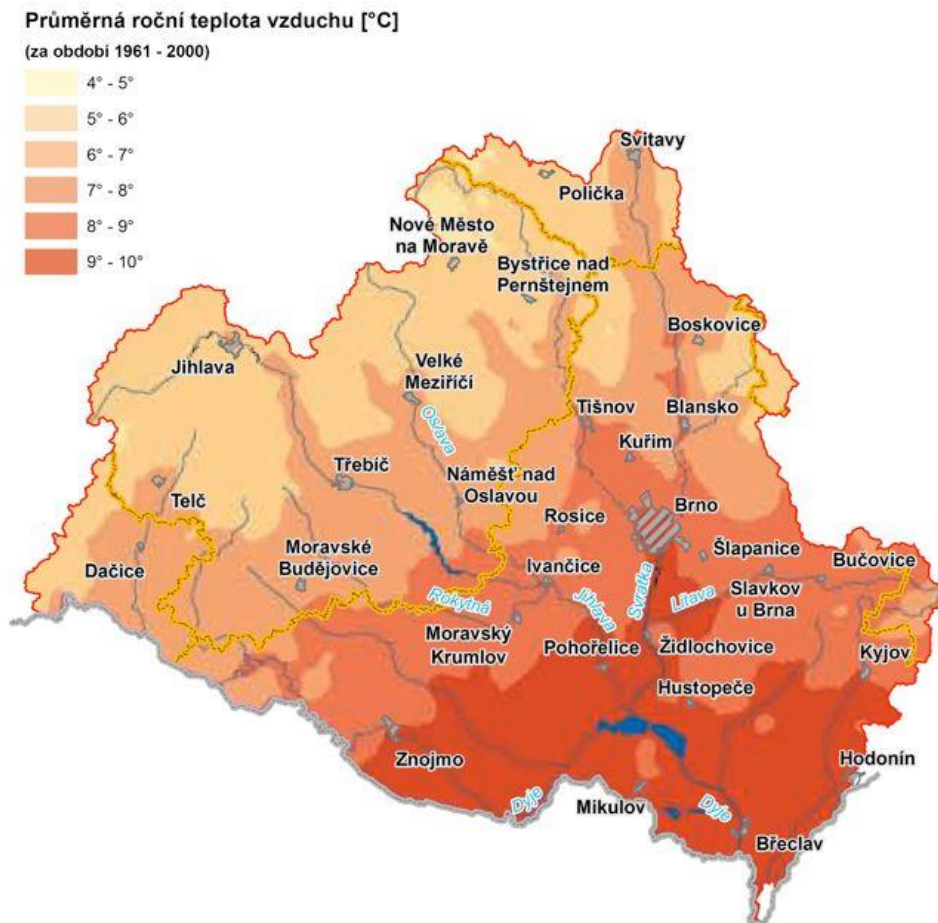 Průměrná roční teplota vzduchu [°C]
(za období 1961 - 2000)
4° - 5°
5° - 6°
6° - 7°
7° - 8°
8° - 9°
9° - 10°
Svitavy
Polička
Nové Město
na Moravě
Bystřice nad
Pernštejnem
Boskovice
Jihlava
Velké
Meziříčí
Oslava
Tišnov
Blansko
Kuřim
Třebíč
Náměšť nad
Oslavou
Telč
Rosice
Brno
Šlapanice
Bučovice
Dačice
Moravské
Budějovice
Ivančice
Svratka
Litava
Slavkov
u Brna
Rokytná
Jihlava
Moravský
Krumlov
Pohořelice
Židlochovice
Kyjov
Hustopeče
Znojmo
Hodonín
Dyje
Mikulov
Dyje
Břeclav